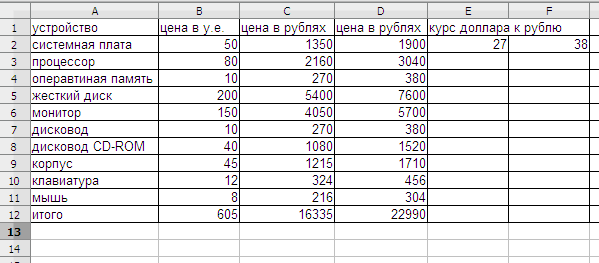 A B C D E F
1 устройство цена в у.е. цена в рублях цена в рублях курс доллара к рублю
2 системная плата 50 1350 1900 27 38
3 процессор 80 2160 3040
4 оперативная память 10 270 380
5 жесткий диск 200 5400 7600
6 монитор 150 4050 5700
7 дисковод 10 270 380
8 дисковод CD-ROM 40 1080 1520
9 корпус 45 1215 1710
10 клавиатура 12 324 456
11 мышь 8 216 304
12 итого 605 16335 22990
13
14